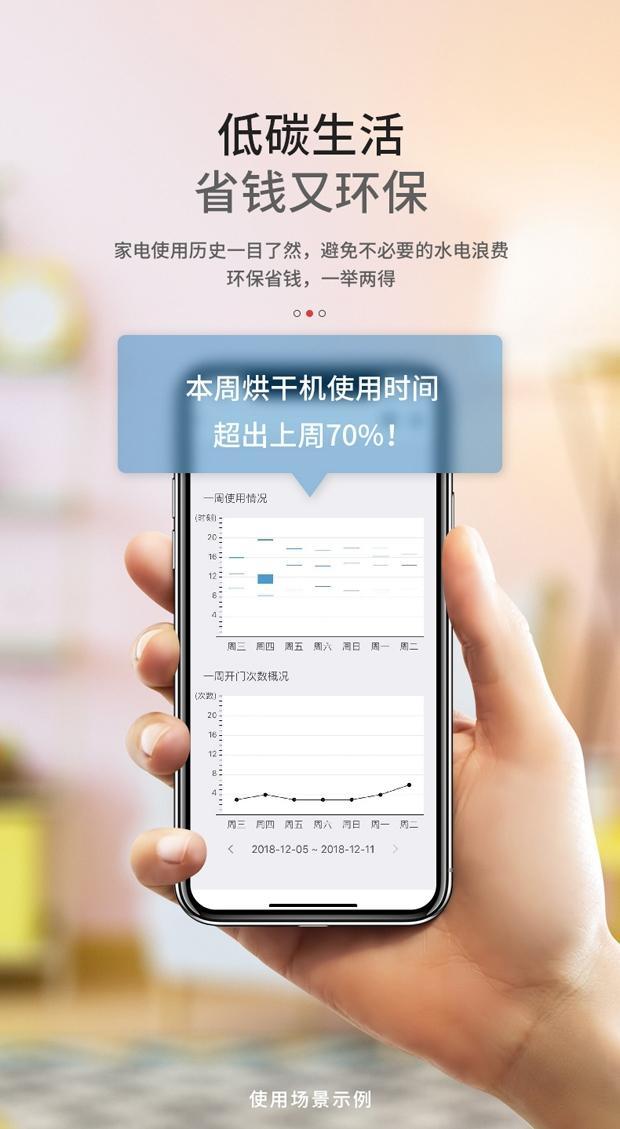 低碳生活
省钱又环保
家电使用历史一目了然，避免不必要的水电浪费
环保省钱，一举两得
本周烘干机使用时间
超出上周70%！
一周使用情况
(时刻)
20
16
12
8
4
周三 周四 周五 周六 周日 周一 周二
一周开门次数概况
(次数)
20
16
12
8
4
周三 周四 周五 周六 周日 周一 周二
2018-12-05 ~ 2018-12-11
使用场景示例